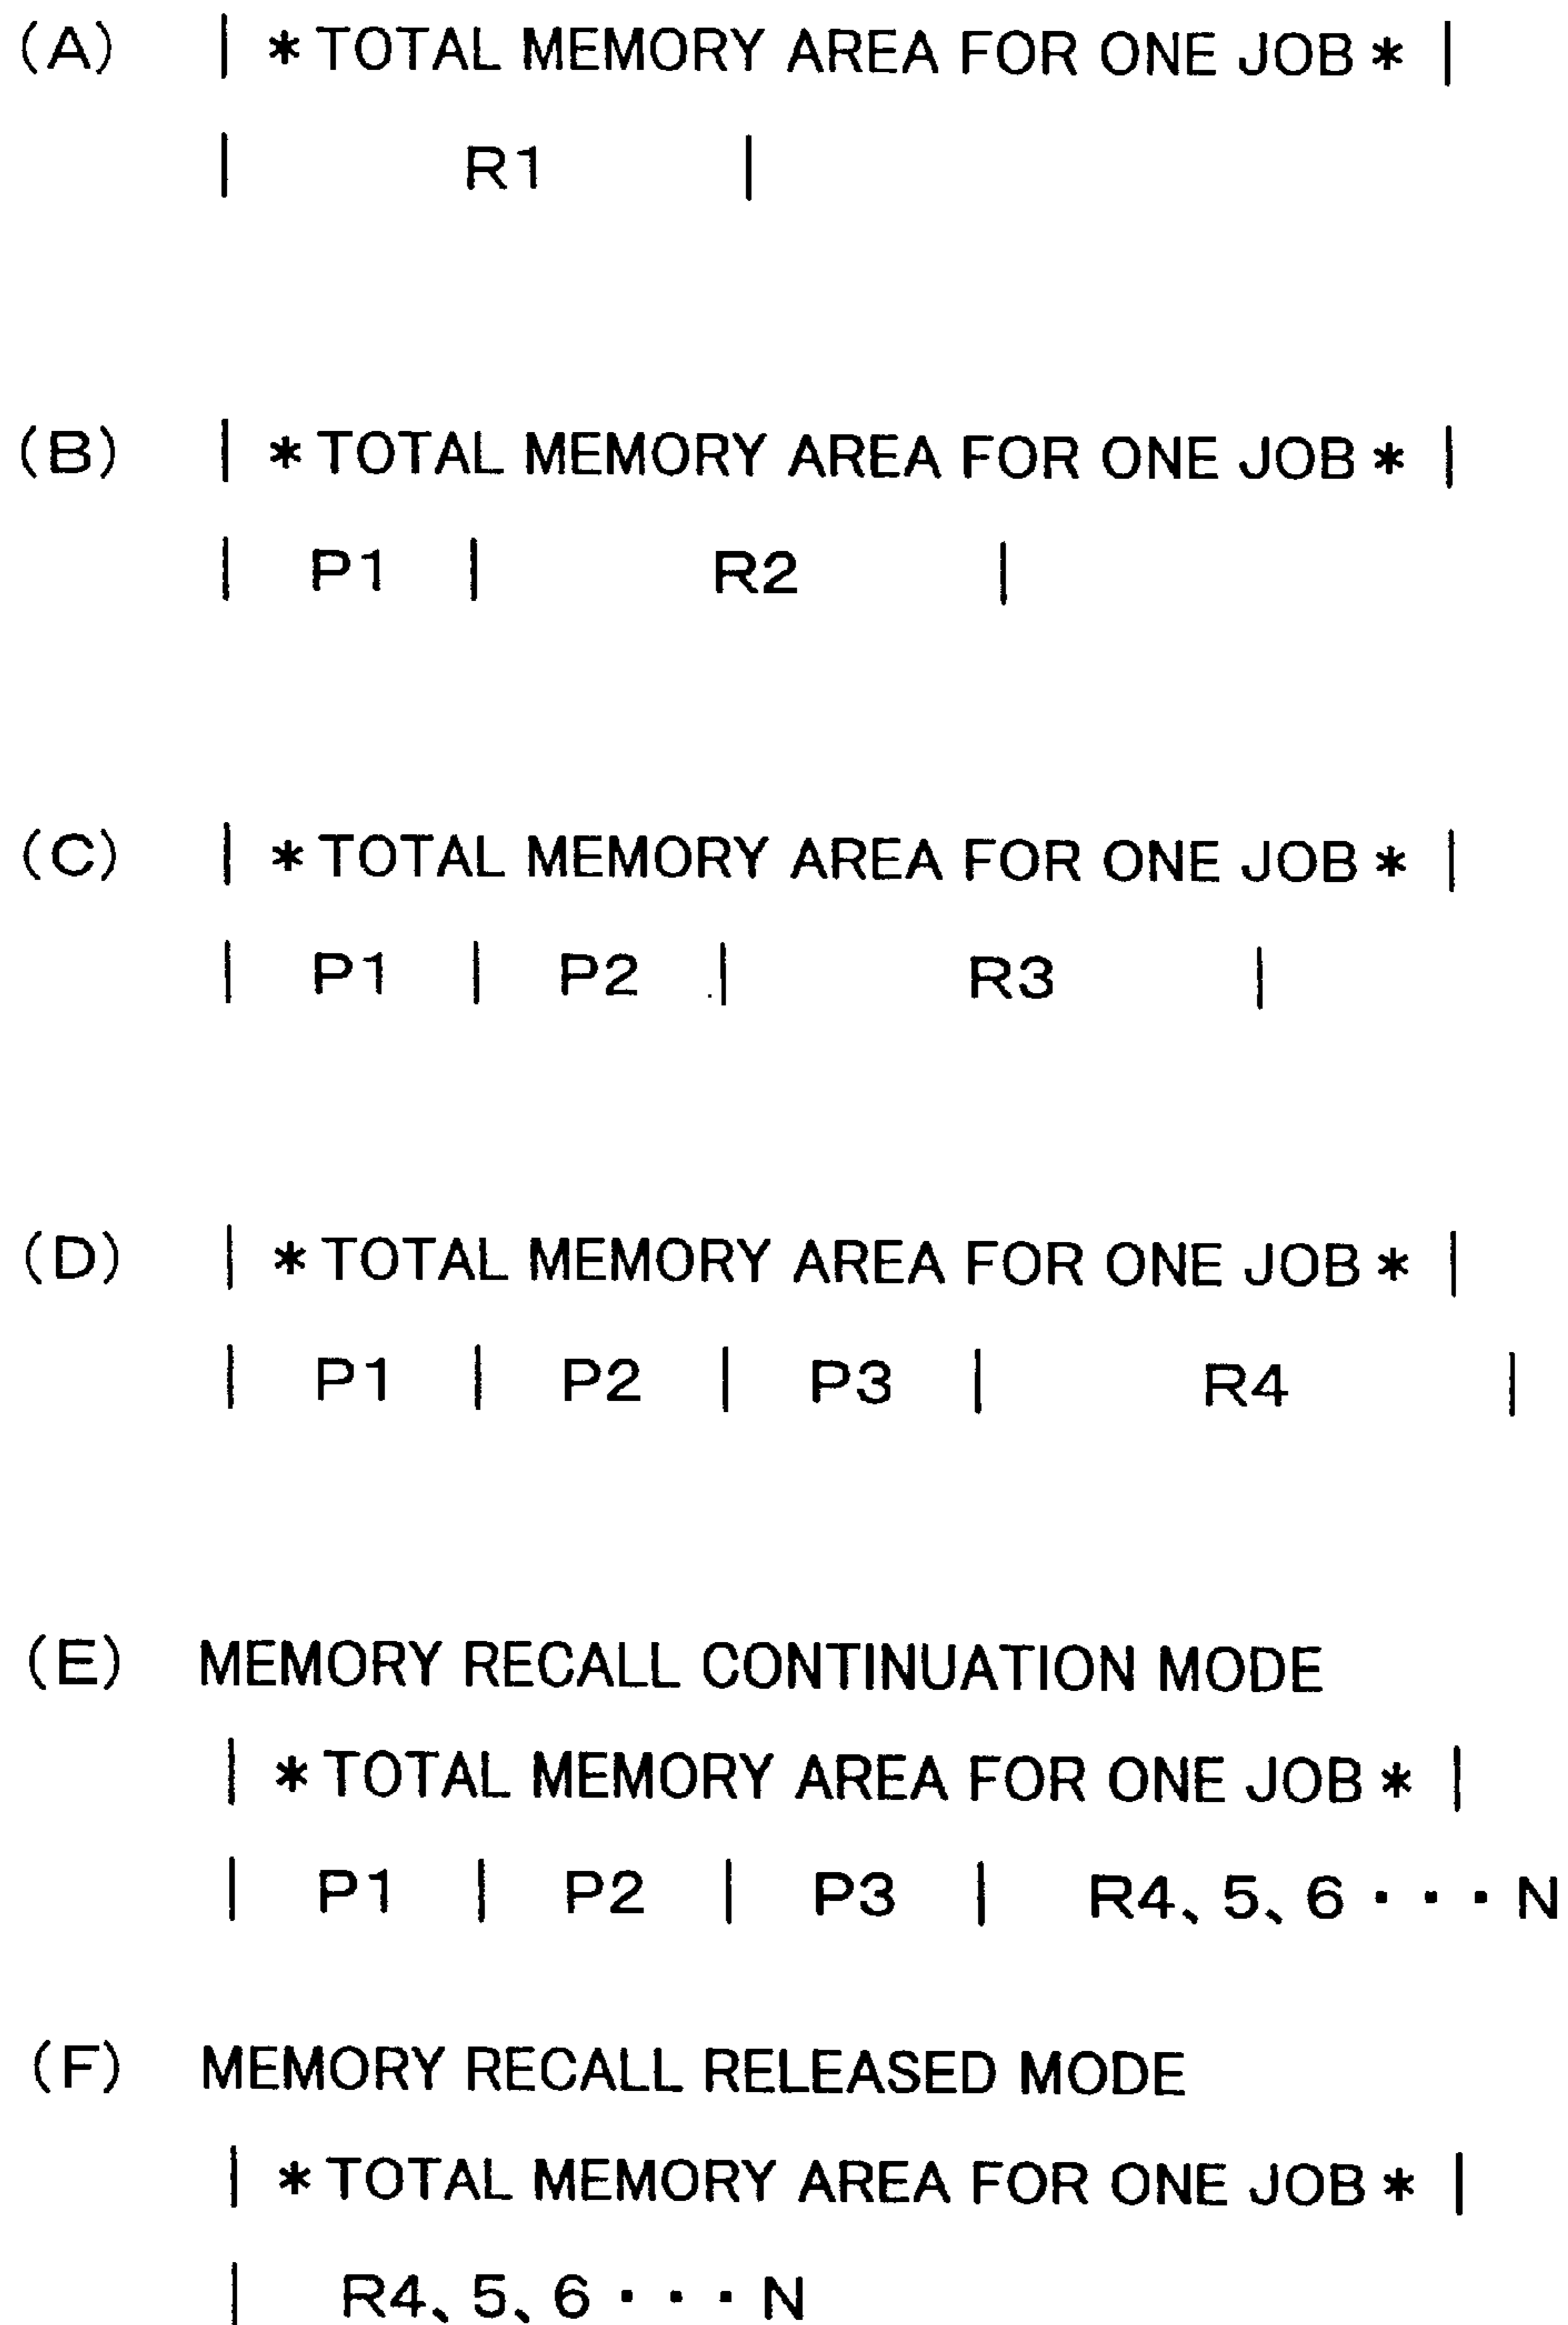 (A) | *TOTAL MEMORY AREA FOR ONE JOB* |
| R1 |
(B) | *TOTAL MEMORY AREA FOR ONE JOB* |
| P1 | R2 |
(C) | *TOTAL MEMORY AREA FOR ONE JOB* |
| P1 | P2 | R3 |
(D) | *TOTAL MEMORY AREA FOR ONE JOB* |
| P1 | P2 | P3 | R4 |
(E) MEMORY RECALL CONTINUATION MODE
| *TOTAL MEMORY AREA FOR ONE JOB* |
| P1 | P2 | P3 | R4、5、6・・・N
(F) MEMORY RECALL RELEASED MODE
| *TOTAL MEMORY AREA FOR ONE JOB* |
| R4、5、6・・・N